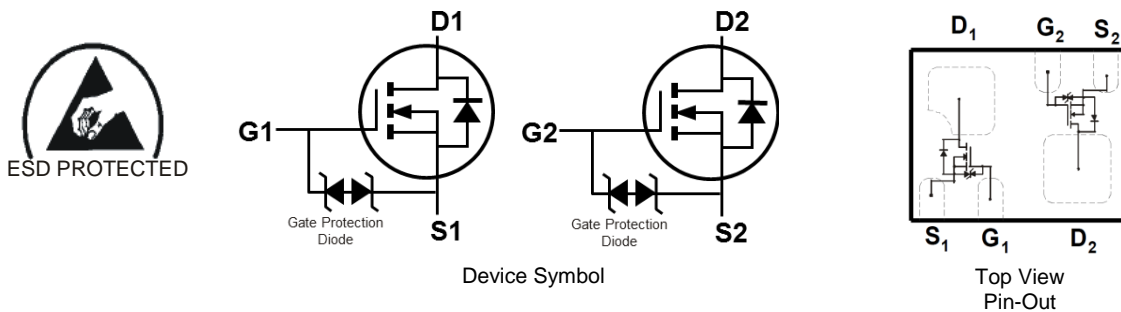 ESD PROTECTED
D1
G1
Gate Protection
Diode
S1
D2
G2
Gate Protection
Diode
S2
Device Symbol
D1 G2 S2
S1 G1 D2
Top View
Pin-Out